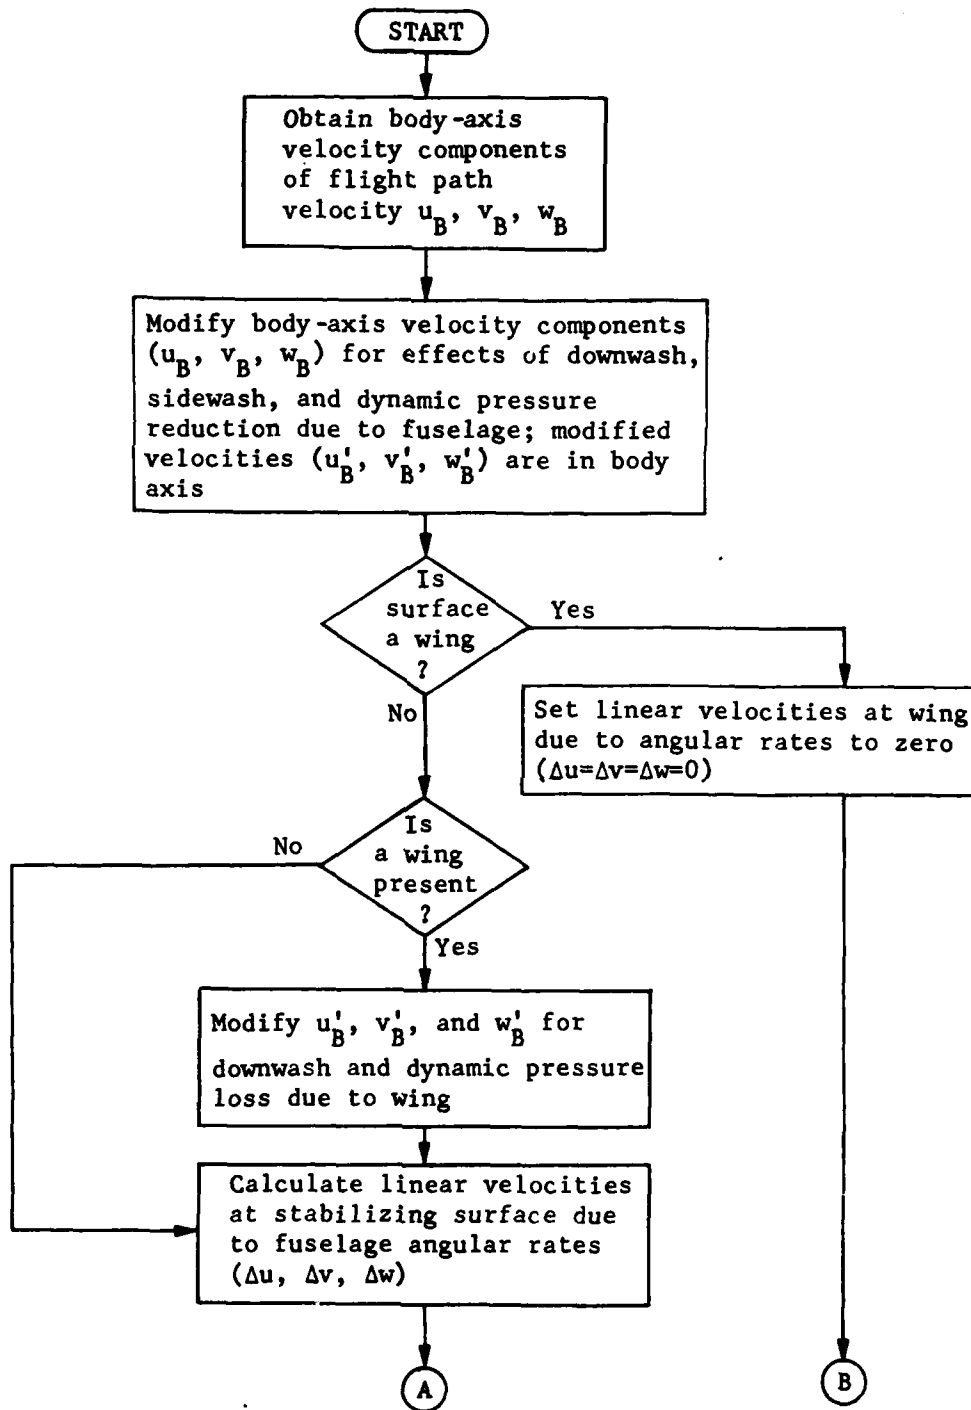 START
Obtain body-axis
velocity components
of flight path
velocity u_B, v_B, w_B
Modify body-axis velocity components
(u_B, v_B, w_B) for effects of downwash,
sidewash, and dynamic pressure
reduction due to fuselage; modified
velocities (u'_B, v'_B, w'_B) are in body
axis
Is
surface
a wing
?
Yes
No
Set linear velocities at wing
due to angular rates to zero
(Δu=Δv=Δw=0)
Is
a wing
present
?
No
Yes
Modify u'_B, v'_B, and w'_B for
downwash and dynamic pressure
loss due to wing
Calculate linear velocities
at stabilizing surface due
to fuselage angular rates
(Δu, Δv, Δw)
A
B